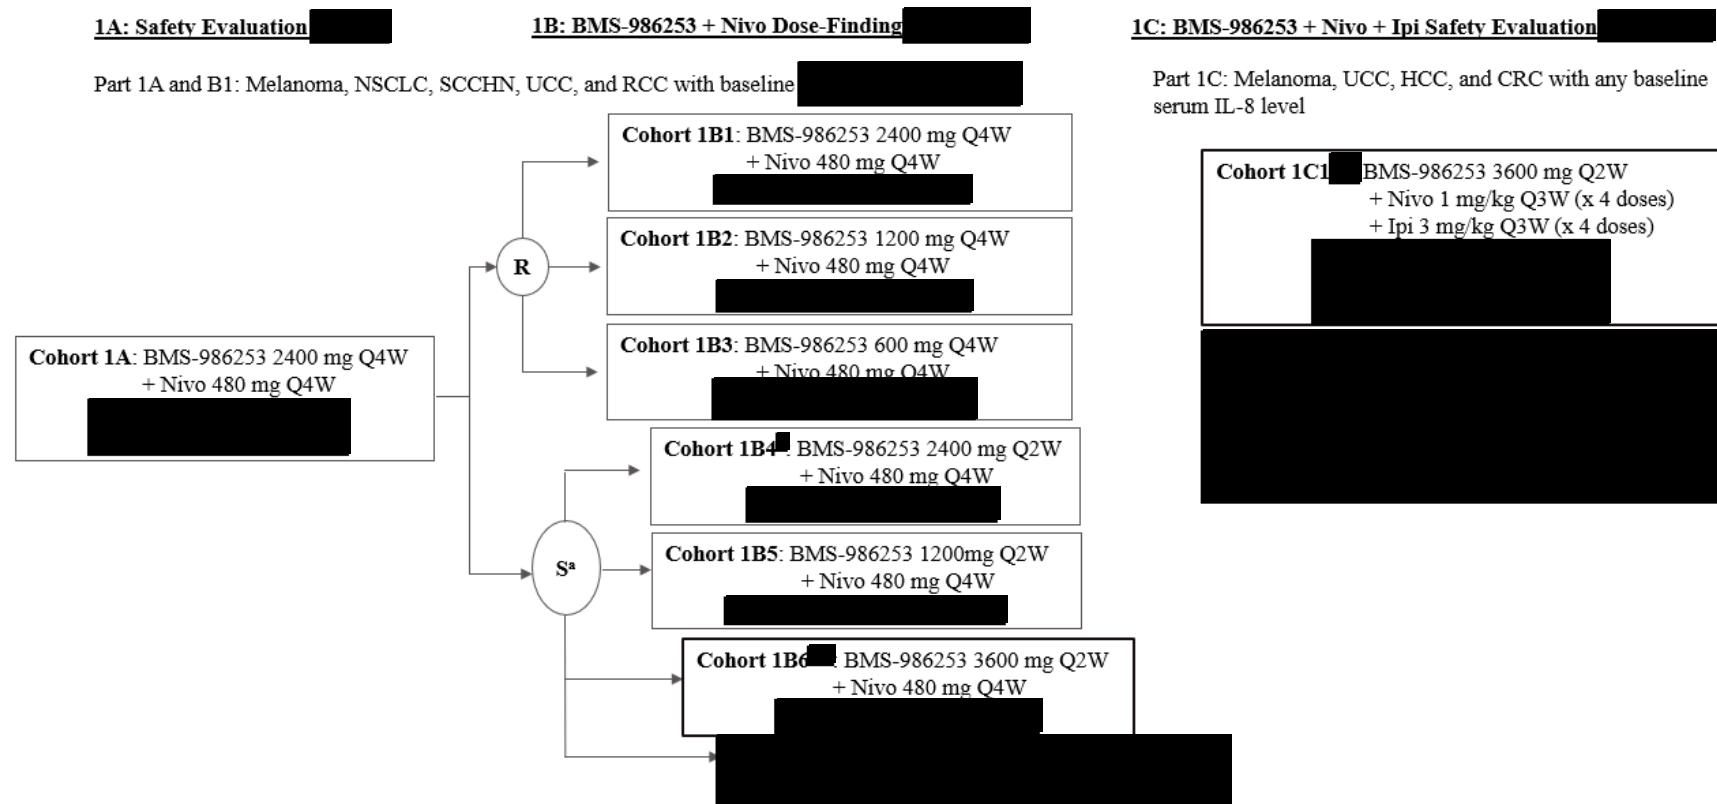 1A: Safety Evaluation
1B: BMS-986253 + Nivo Dose-Finding
1C: BMS-986253 + Nivo + Ipi Safety Evaluation
Part 1A and B1: Melanoma, NSCLC, SCCHN, UCC, and RCC with baseline
Part 1C: Melanoma, UCC, HCC, and CRC with any baseline
serum IL-8 level
Cohort 1A: BMS-986253 2400 mg Q4W
+ Nivo 480 mg Q4W
R
Cohort 1B1: BMS-986253 2400 mg Q4W
+ Nivo 480 mg Q4W
Cohort 1B2: BMS-986253 1200 mg Q4W
+ Nivo 480 mg Q4W
Cohort 1B3: BMS-986253 600 mg Q4W
+ Nivo 480 mg Q4W
Sᵃ
Cohort 1B4 : BMS-986253 2400 mg Q2W
+ Nivo 480 mg Q4W
Cohort 1B5: BMS-986253 1200mg Q2W
+ Nivo 480 mg Q4W
Cohort 1B6 : BMS-986253 3600 mg Q2W
+ Nivo 480 mg Q4W
Cohort 1C1 BMS-986253 3600 mg Q2W
+ Nivo 1 mg/kg Q3W (x 4 doses)
+ Ipi 3 mg/kg Q3W (x 4 doses)